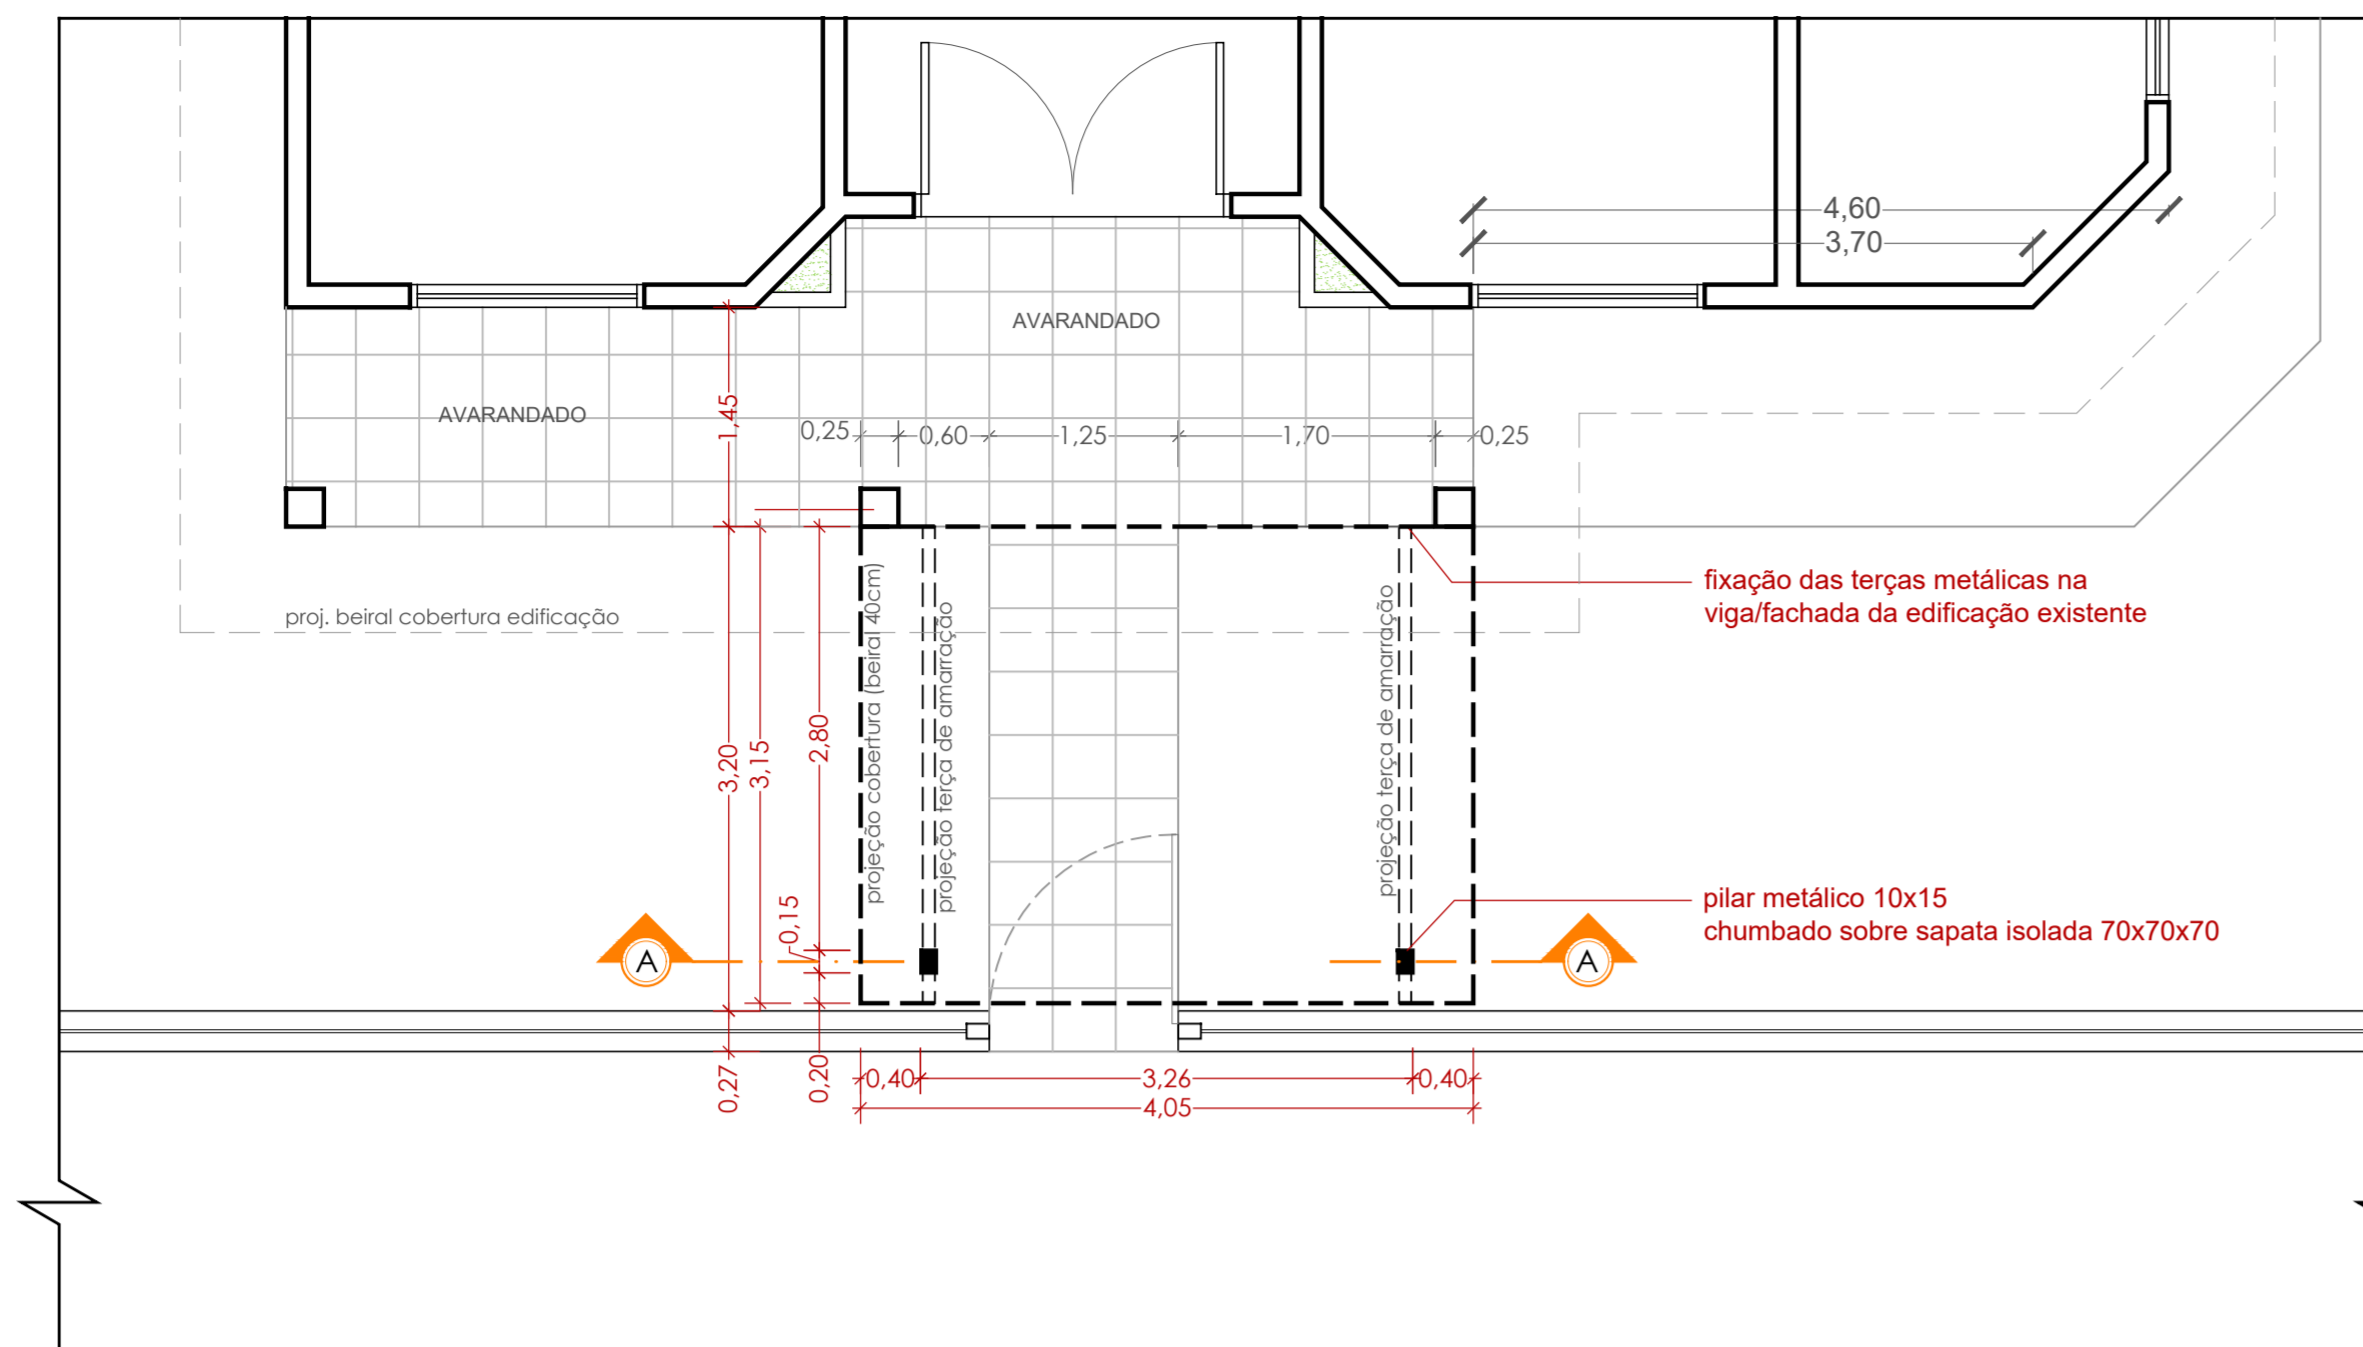 4,60
3,70
AVARANDADO
AVARANDADO
1,45
0,25
0,60
1,25
1,70
0,25
fixação das terças metálicas na
viga/fachada da edificação existente
proj. beiral cobertura edificação
projeção cobertura (beiral 40cm)
projeção terça de amarração
projeção terça de amarração
3,20
3,15
2,80
0,15
pilar metálico 10x15
chumbado sobre sapata isolada 70x70x70
A
A
0,27
0,20
0,40
3,26
0,40
4,05